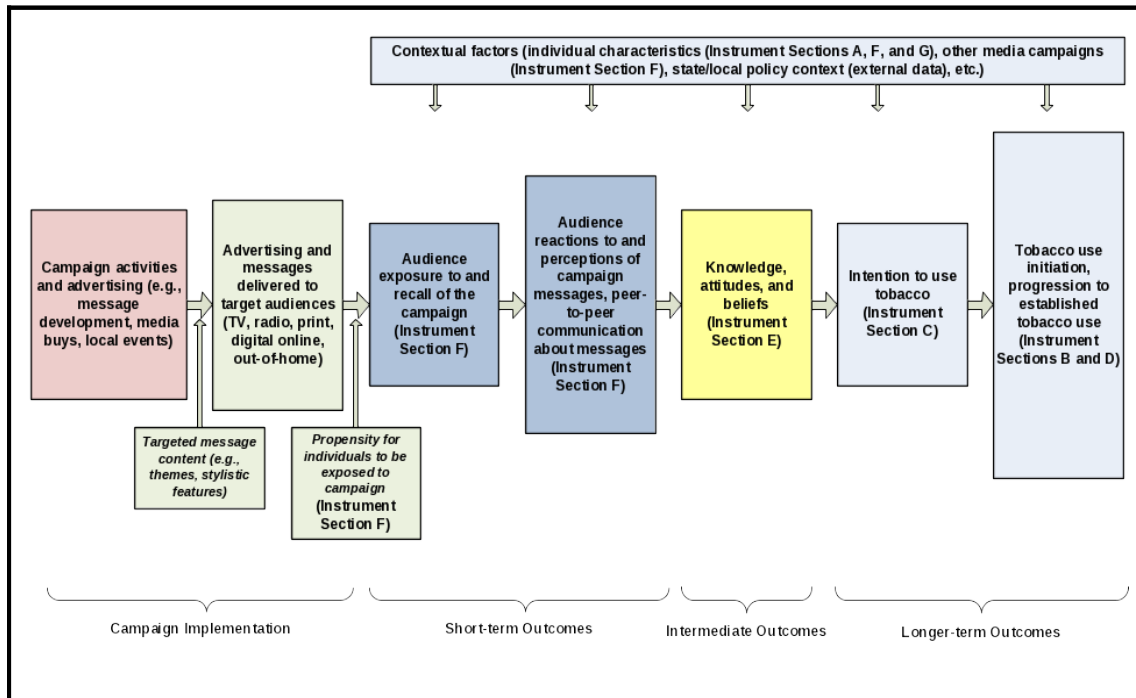 Contextual factors (individual characteristics (Instrument Sections A, F, and G), other media campaigns
(Instrument Section F), state/local policy context (external data), etc.)
Campaign activities
and advertising (e.g.,
message
development, media
buys, local events)
Advertising and
messages
delivered to
target audiences
(TV, radio, print,
digital online,
out-of-home)
Audience
exposure to and
recall of the
campaign
(Instrument
Section F)
Audience
reactions to and
perceptions of
campaign
messages, peer-
to-peer
communication
about messages
(Instrument
Section F)
Knowledge,
attitudes, and
beliefs
(Instrument
Section E)
Intention to use
tobacco
(Instrument
Section C)
Tobacco use
initiation,
progression to
established
tobacco use
(Instrument
Sections B and D)
Targeted message
content (e.g.,
themes, stylistic
features)
Propensity for
individuals to be
exposed to
campaign
(Instrument
Section F)
Campaign Implementation
Short-term Outcomes
Intermediate Outcomes
Longer-term Outcomes